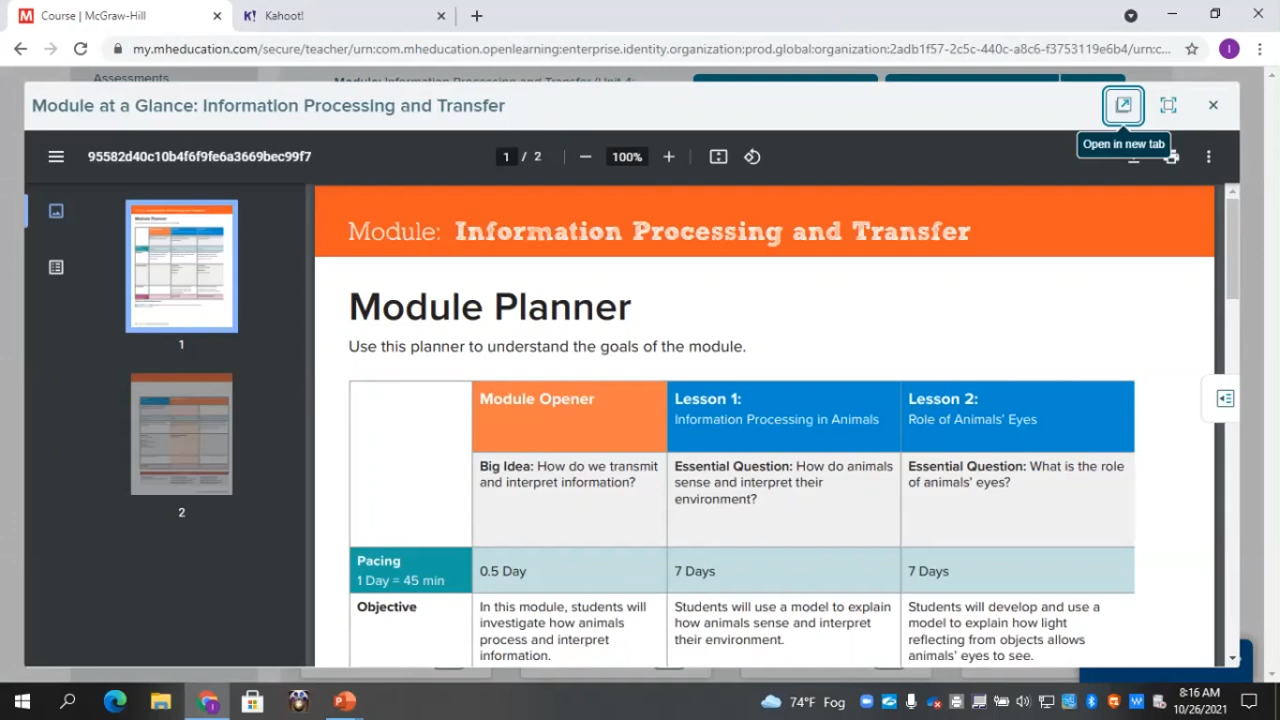 Course | McGraw-Hill
Kahoot!
my.mheducation.com/secure/teacher/urn:com.mheducation.openlearning:enterprise.identity.organization:prod.global:organization:2adb1f57-2c5c-440c-a8c6-f3753119e6b4/urn:c...
Assessments
Module: Information Processing and Transfer (Unit 4:
Module at a Glance: Information Processing and Transfer
Open in new tab
95582d40c10b4f6f9fe6a3669bec99f7
1 / 2
100%
1
2
Module: Information Processing and Transfer
Module Planner
Use this planner to understand the goals of the module.
Module Opener
Lesson 1:
Information Processing in Animals
Lesson 2:
Role of Animals' Eyes
Big Idea: How do we transmit
and interpret information?
Essential Question: How do animals
sense and interpret their
environment?
Essential Question: What is the role
of animals' eyes?
Pacing
1 Day = 45 min
0.5 Day
7 Days
7 Days
Objective
In this module, students will
investigate how animals
process and interpret
information.
Students will use a model to explain
how animals sense and interpret
their environment.
Students will develop and use a
model to explain how light
reflecting from objects allows
animals' eyes to see.
74°F Fog
8:16 AM
10/26/2021